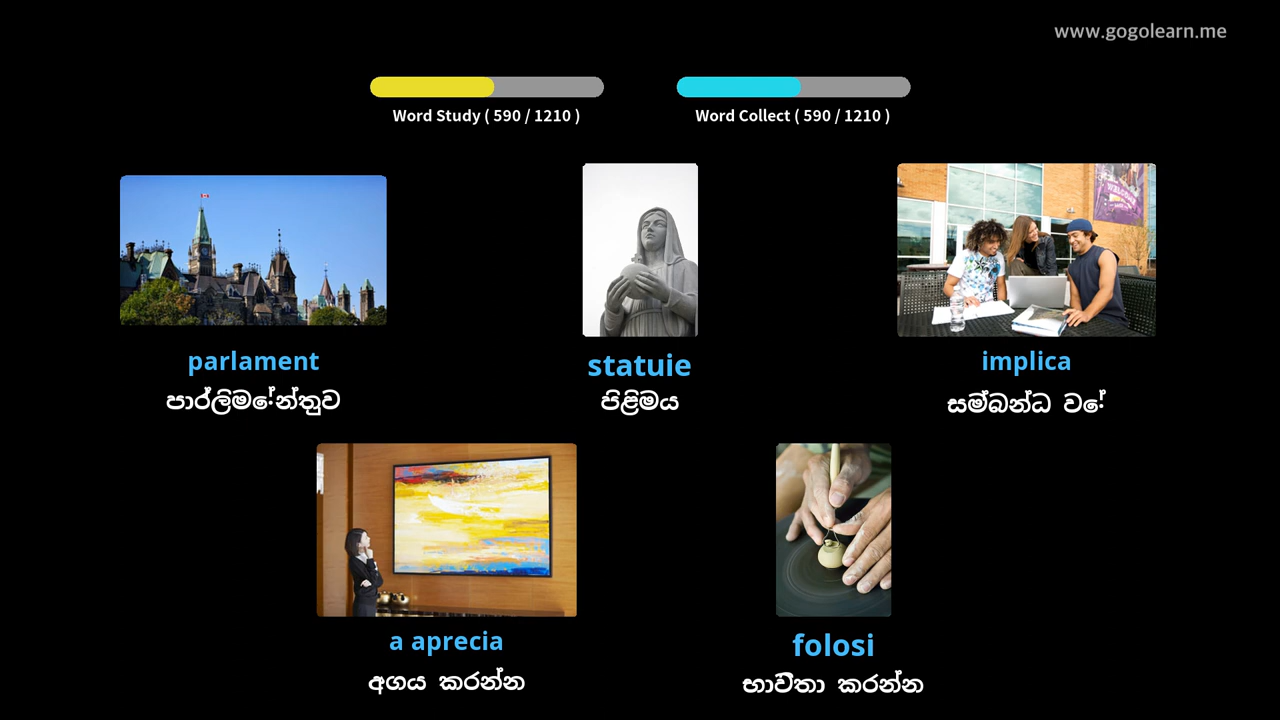 www.gogolearn.me
Word Study ( 590 / 1210 )
Word Collect ( 590 / 1210 )
parlament
පාර්ලිමේන්තුව
statuie
පිළිමය
implica
සම්බන්ධ වේ
a aprecia
අගය කරන්න
folosi
භාවිතා කරන්න